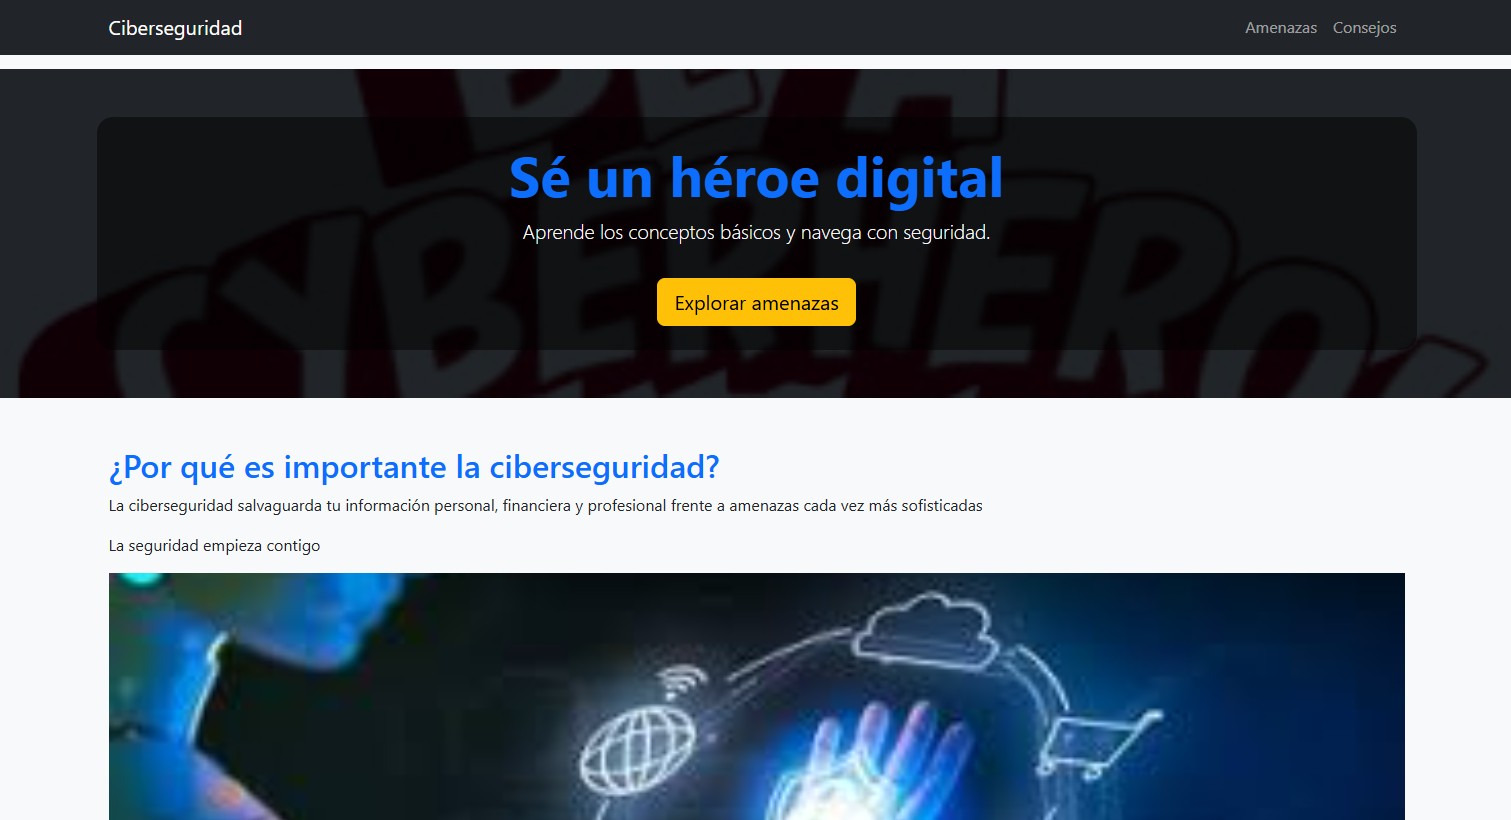 Ciberseguridad
Amenazas Consejos
BE A
CYBERHERO!
Sé un héroe digital
Aprende los conceptos básicos y navega con seguridad.
Explorar amenazas
¿Por qué es importante la ciberseguridad?
La ciberseguridad salvaguarda tu información personal, financiera y profesional frente a amenazas cada vez más sofisticadas
La seguridad empieza contigo